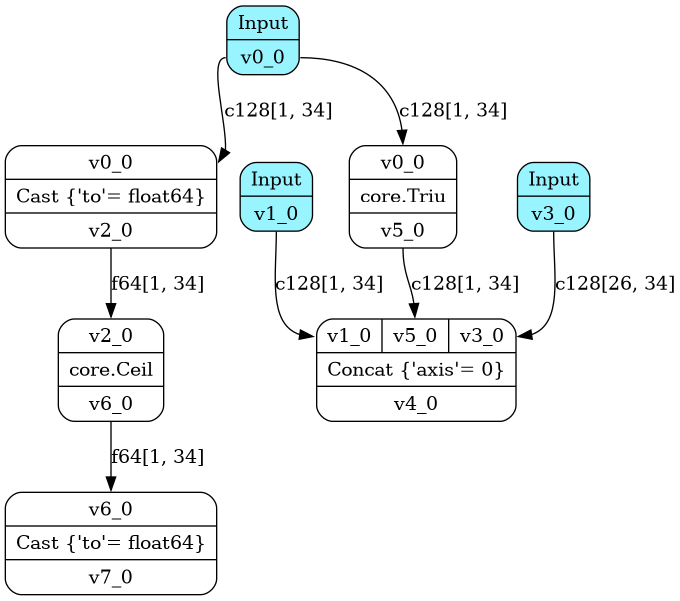 Input
v0_0
c128[1, 34]
c128[1, 34]
v0_0
Cast {'to'= float64}
v2_0
Input
v1_0
v0_0
core.Triu
v5_0
Input
v3_0
f64[1, 34]
c128[1, 34]
c128[1, 34]
c128[26, 34]
v2_0
core.Ceil
v6_0
v1_0 v5_0 v3_0
Concat {'axis'= 0}
v4_0
f64[1, 34]
v6_0
Cast {'to'= float64}
v7_0